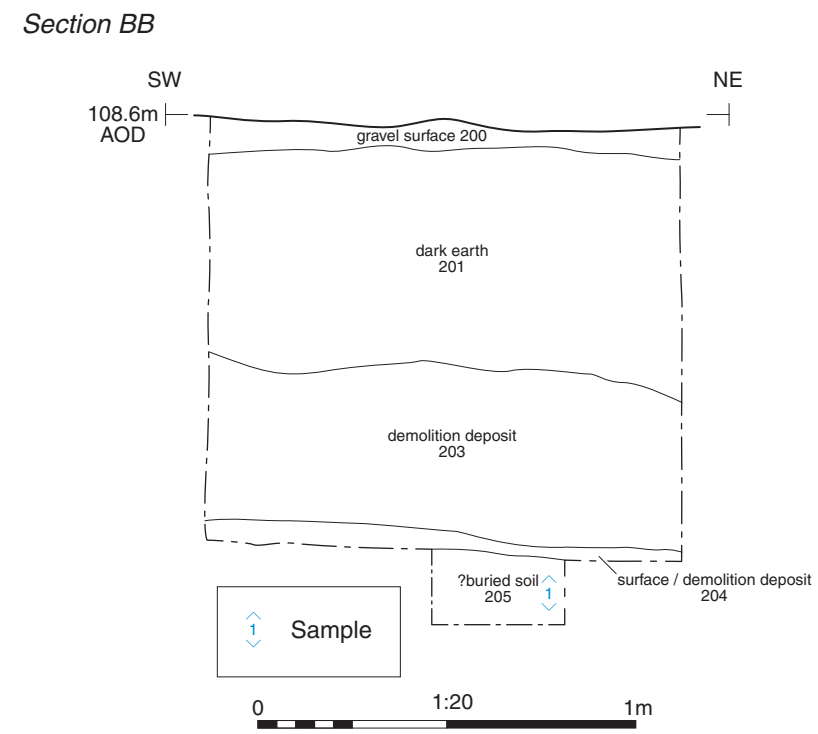 Section BB
SW
NE
108.6m
AOD
gravel surface 200
dark earth
201
demolition deposit
203
?buried soil
205
1
surface / demolition deposit
204
1
Sample
0
1:20
1m